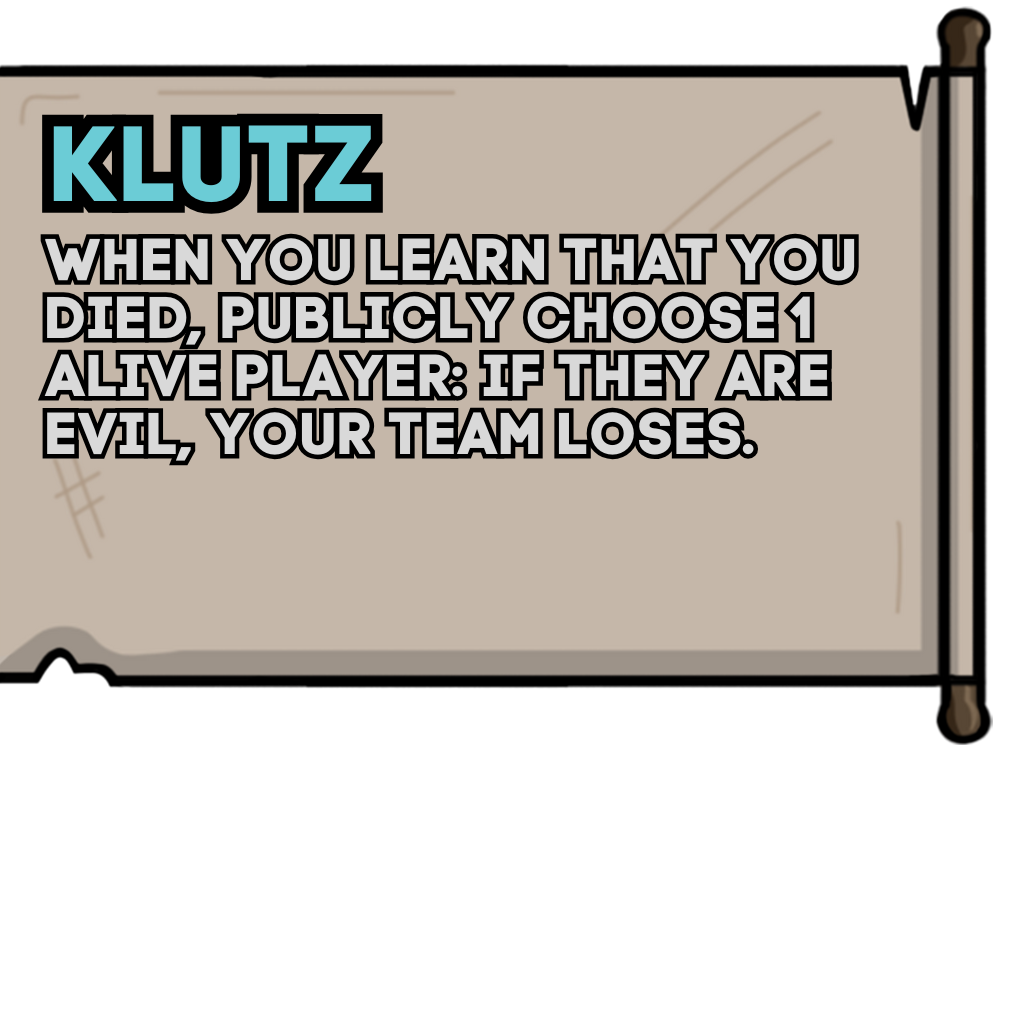 KLUTZ
WHEN YOU LEARN THAT YOU
DIED, PUBLICLY CHOOSE 1
ALIVE PLAYER: IF THEY ARE
EVIL, YOUR TEAM LOSES.